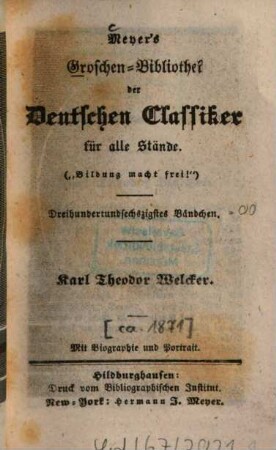 Meyer's
Groschen-Bibliothek
der
Deutschen Classiker
für alle Stände.
(„Bildung macht frei!")
Dreihundertundsechszigstes Bändchen.
Karl Theodor Welcker.
[ca. 1871]
Mit Biographie und Portrait.
Hildburghausen:
Druck vom Bibliographischen Institut.
New-York: Hermann J. Meyer.